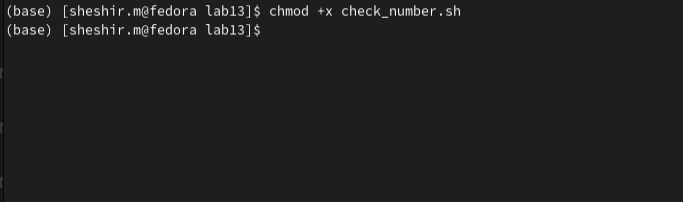 (base) [sheshir.m@fedora lab13]$ chmod +x check_number.sh
(base) [sheshir.m@fedora lab13]$